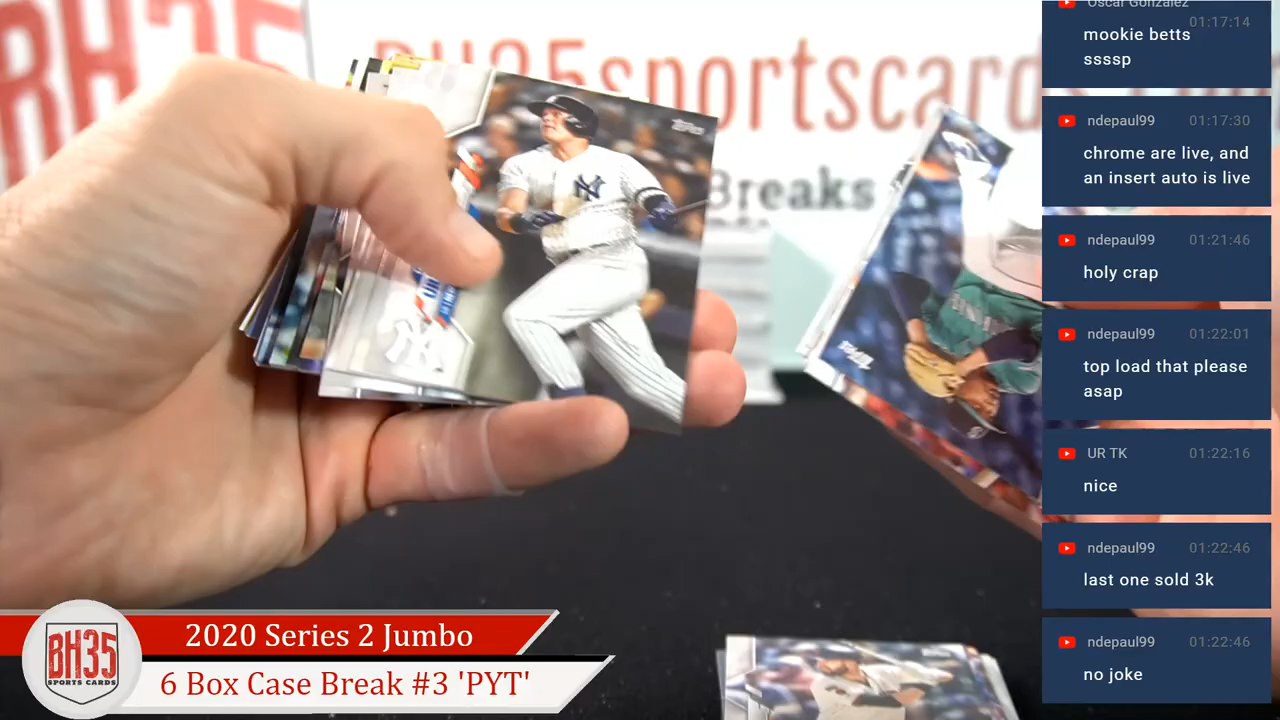 BH35
BH35sportscards
Breaks
Topps
NY
Topps
Oscar Gonzalez
01:17:14
mookie betts
ssssp
ndepaul99 01:17:30
chrome are live, and
an insert auto is live
ndepaul99 01:21:46
holy crap
ndepaul99 01:22:01
top load that please
asap
UR TK 01:22:16
nice
ndepaul99 01:22:46
last one sold 3k
ndepaul99 01:22:46
no joke
BH35
SPORTS CARDS
2020 Series 2 Jumbo
6 Box Case Break #3 'PYT'